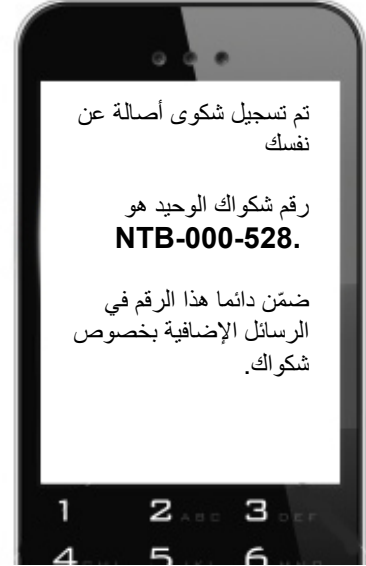 تم تسجيل شكوى أصالة عن
نفسك
رقم شكواك الوحيد هو
NTB-000-528.
ضمّن دائما هذا الرقم في
الرسائل الإضافية بخصوص
شكواك.
1 2 ABC 3 DEF
4 5 6